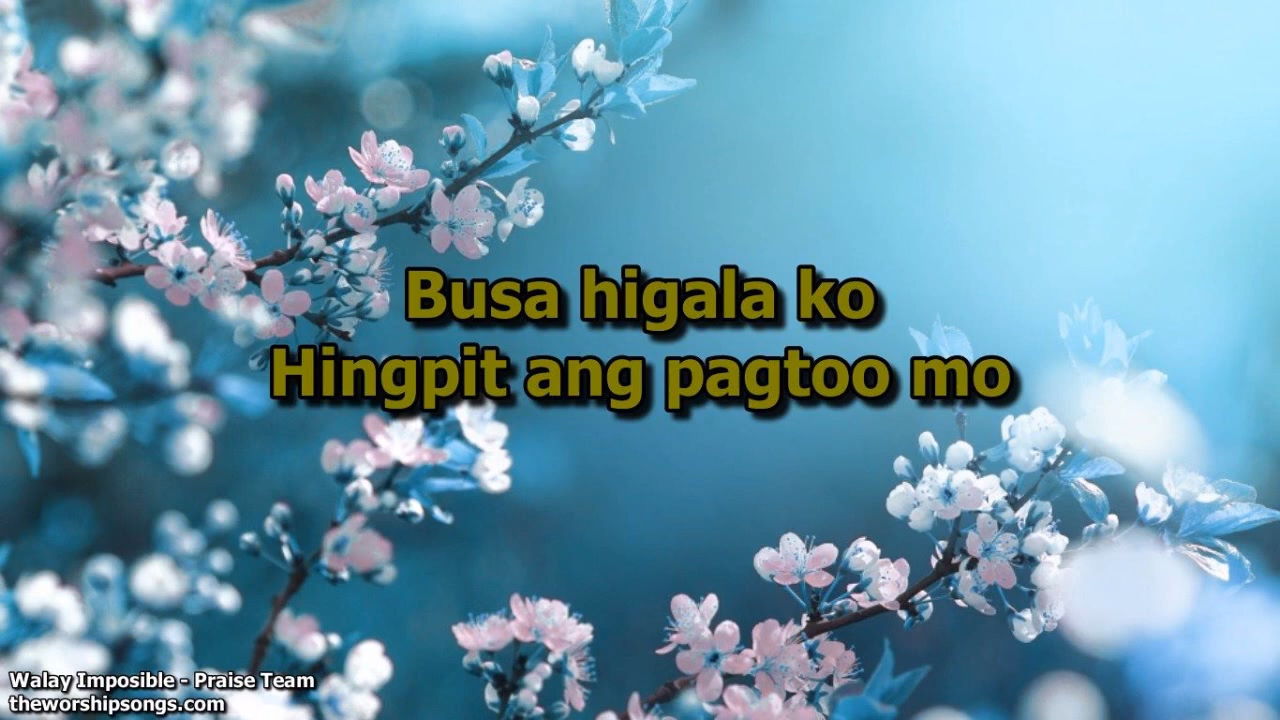 Busa higala ko
Hingpit ang pagtoo mo
Walay Imposible - Praise Team
theworshipsongs.com